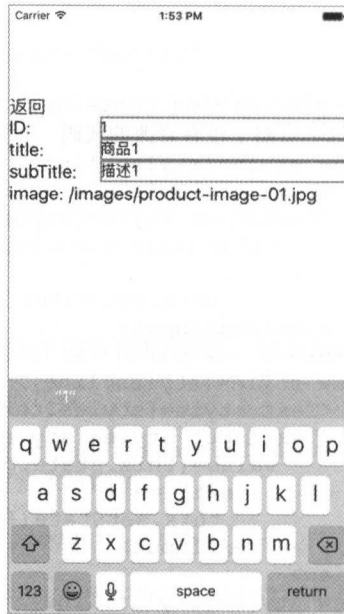 Carrier 1:53 PM
返回
ID: 1
title: 商品1
subTitle: 描述1
image: /images/product-image-01.jpg
"1"
q w e r t y u i o p
a s d f g h j k l
z x c v b n m
123 space return